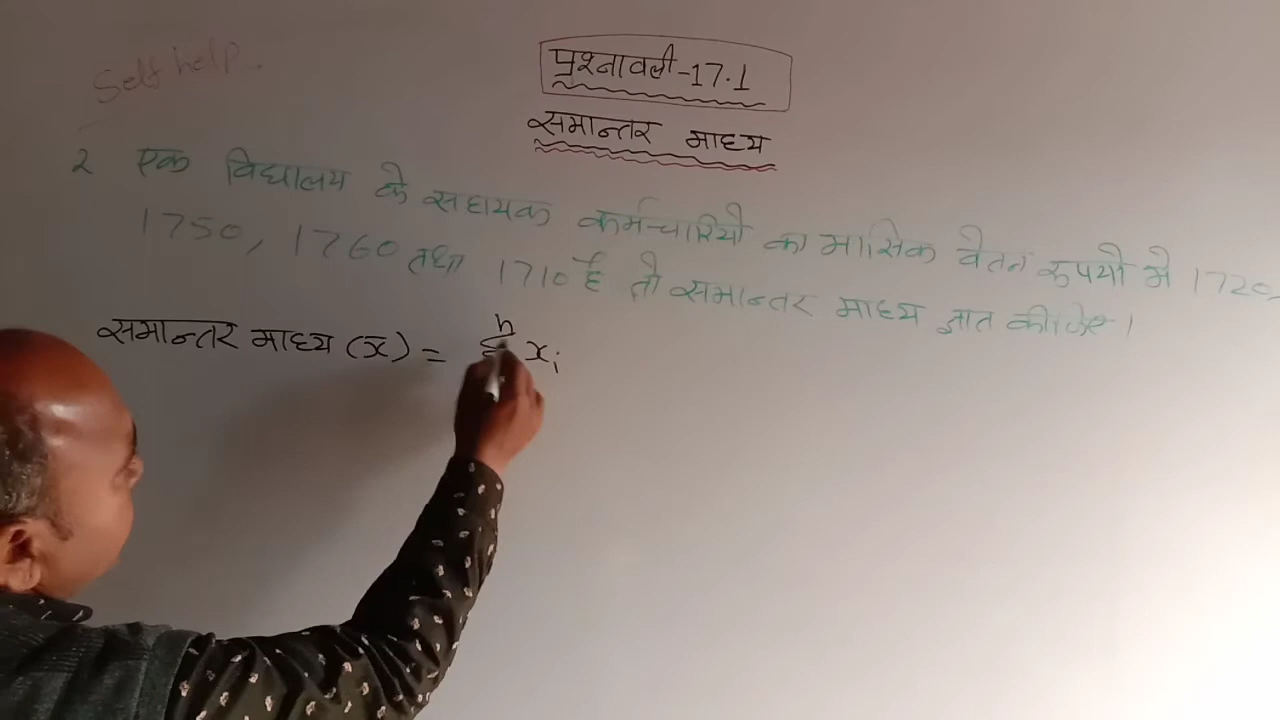 Self help.
प्रश्नावली-17.1
समान्तर माध्य
2 एक विद्यालय के सहायक कर्मचारियो का मासिक वेतन रुपयो मे 1720,
1750, 1760 तथा 1710 है तो समान्तर माध्य ज्ञात कीजिए।
समान्तर माध्य (x̄) = n Σ xi